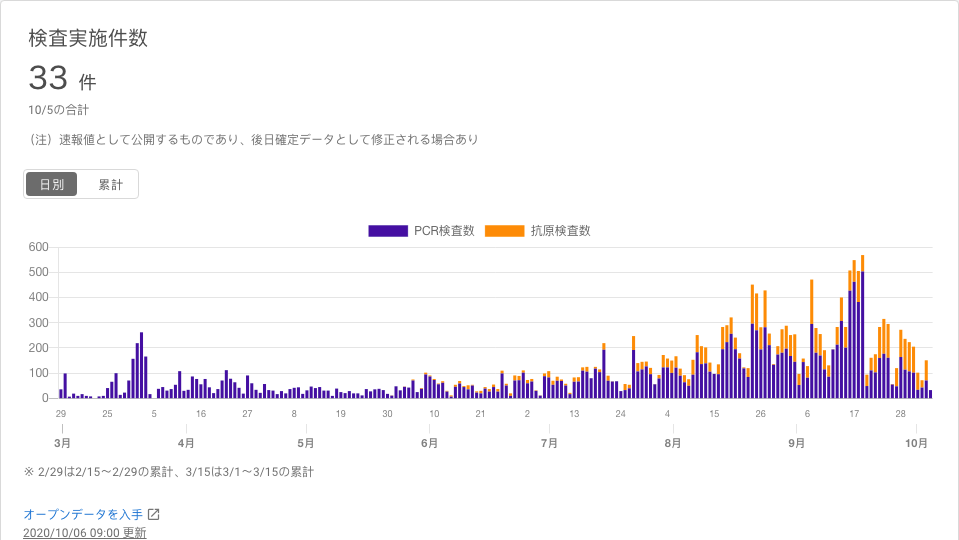 検査実施件数
33 件
10/5の合計
（注）速報値として公開するものであり、後日確定データとして修正される場合あり
日別 累計
PCR検査数 抗原検査数
600
500
400
300
200
100
0
29 25 5 16 27 8 19 30 10 21 2 13 24 4 15 26 6 17 28
3月 4月 5月 6月 7月 8月 9月 10月
※ 2/29は2/15〜2/29の累計、3/15は3/1〜3/15の累計
オープンデータを入手
2020/10/06 09:00 更新